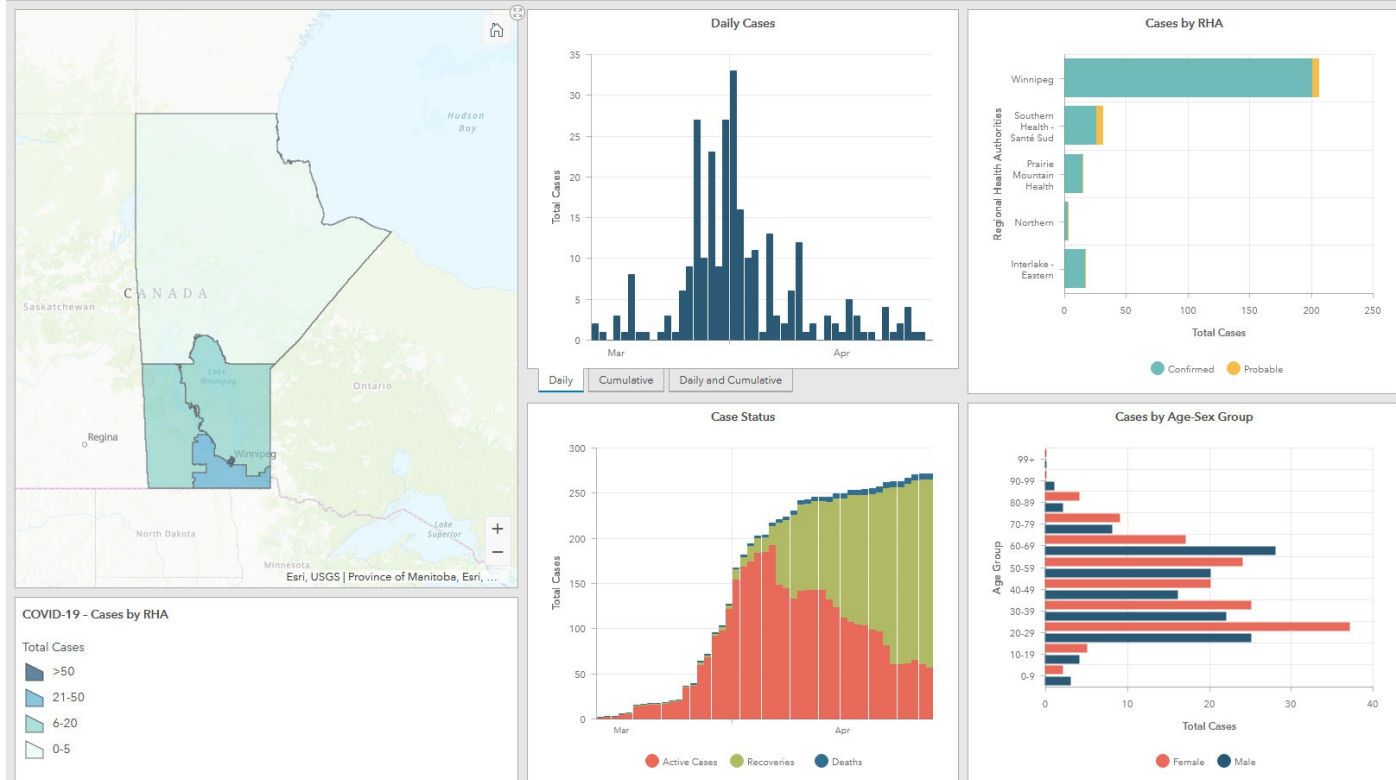 Hudson
Bay
CANADA
Saskatchewan
Lake
Winnipeg
Ontario
Regina
Winnipeg
North Dakota
Lake
Superior
Minnesota
+
−
Esri, USGS | Province of Manitoba, Esri, ...
COVID-19 - Cases by RHA
Total Cases
>50
21-50
6-20
0-5
Daily Cases
Total Cases
35
30
25
20
15
10
5
0
Mar
Apr
Daily
Cumulative
Daily and Cumulative
Case Status
Total Cases
300
250
200
150
100
50
0
Mar
Apr
Active Cases
Recoveries
Deaths
Cases by RHA
Regional Health Authorities
Winnipeg
Southern
Health -
Santé Sud
Prairie
Mountain
Health
Northern
Interlake -
Eastern
0
50
100
150
200
250
Total Cases
Confirmed
Probable
Cases by Age-Sex Group
Age Group
99+
90-99
80-89
70-79
60-69
50-59
40-49
30-39
20-29
10-19
0-9
0
10
20
30
40
Total Cases
Female
Male